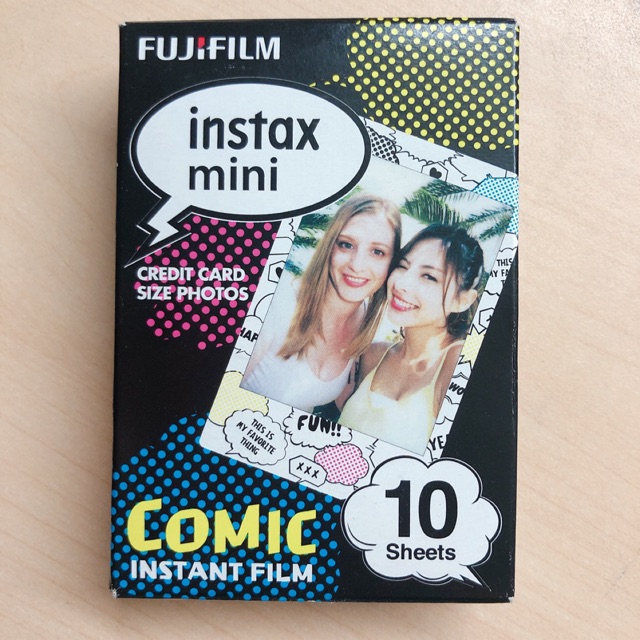 FUJIFILM
instax
mini
CREDIT CARD
SIZE PHOTOS
THIS
FUN!!
THIS IS
MY FAVORITE
THING
XXX
10
Sheets
COMIC
INSTANT FILM